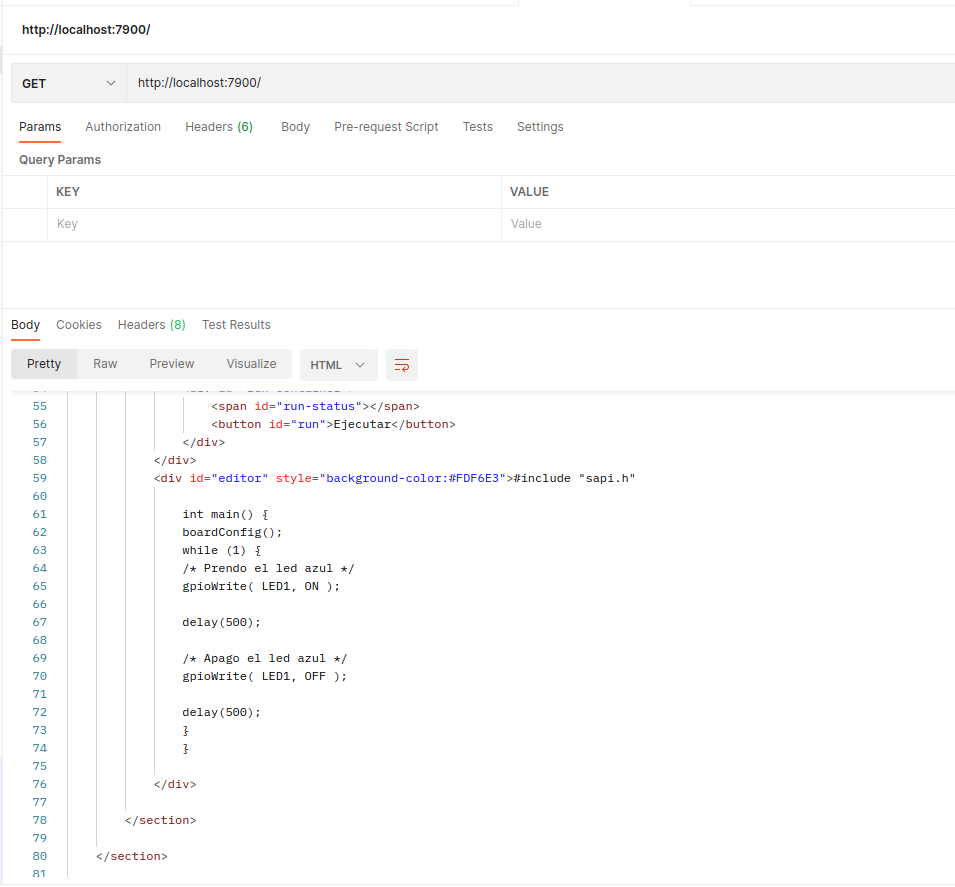 http://localhost:7900/
GET http://localhost:7900/
Params Authorization Headers (6) Body Pre-request Script Tests Settings
Query Params
KEY VALUE
Key Value
Body Cookies Headers (8) Test Results
Pretty Raw Preview Visualize HTML
55 <span id="run-status"></span>
56 <button id="run">Ejecutar</button>
57 </div>
58 </div>
59 <div id="editor" style="background-color:#FDF6E3">#include "sapi.h"
60
61 int main() {
62 boardConfig();
63 while (1) {
64 /* Prendo el led azul */
65 gpioWrite( LED1, ON );
66
67 delay(500);
68
69 /* Apago el led azul */
70 gpioWrite( LED1, OFF );
71
72 delay(500);
73 }
74 }
75
76 </div>
77
78 </section>
79
80 </section>
81